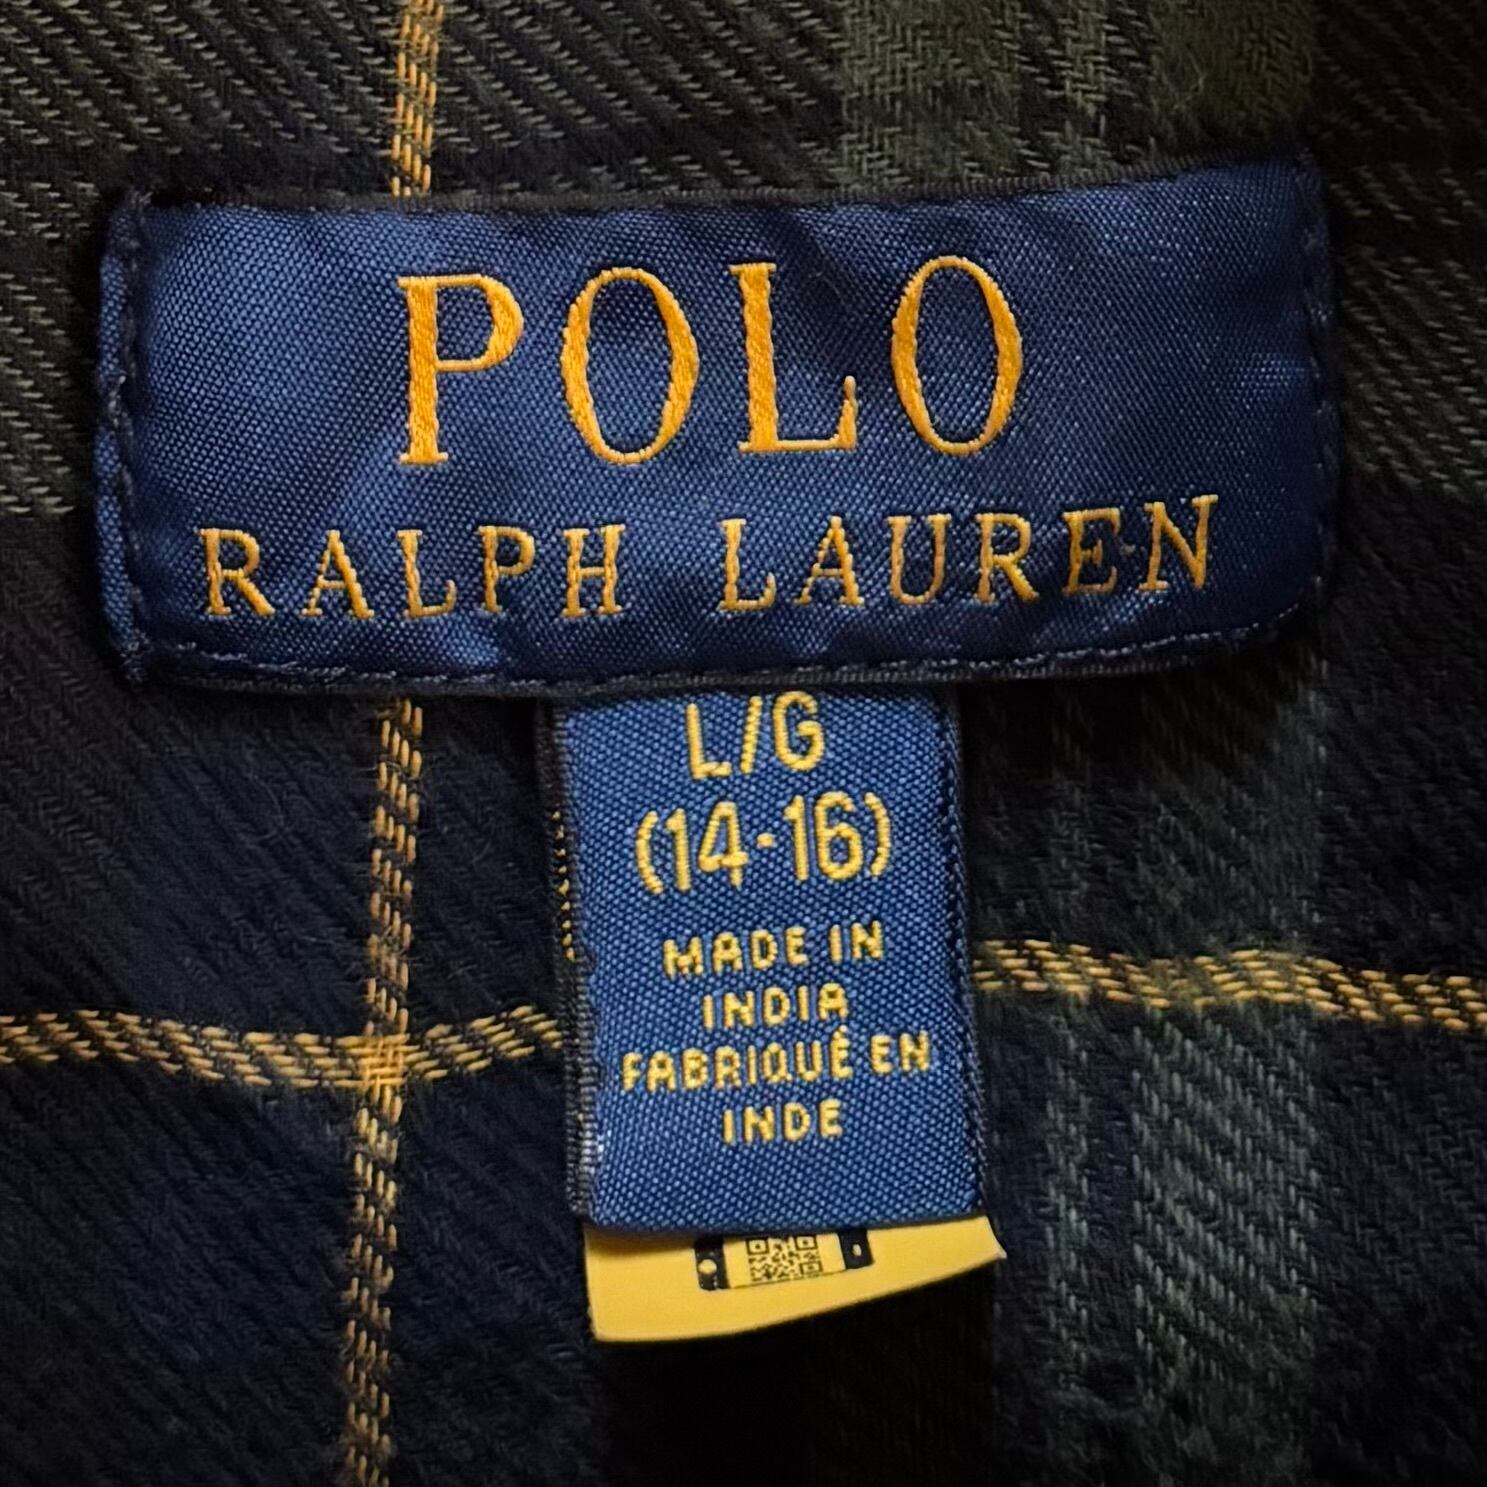 POLO
RALPH LAUREN
L/G
(14-16)
MADE IN
INDIA
FABRIQUÉ EN
INDE